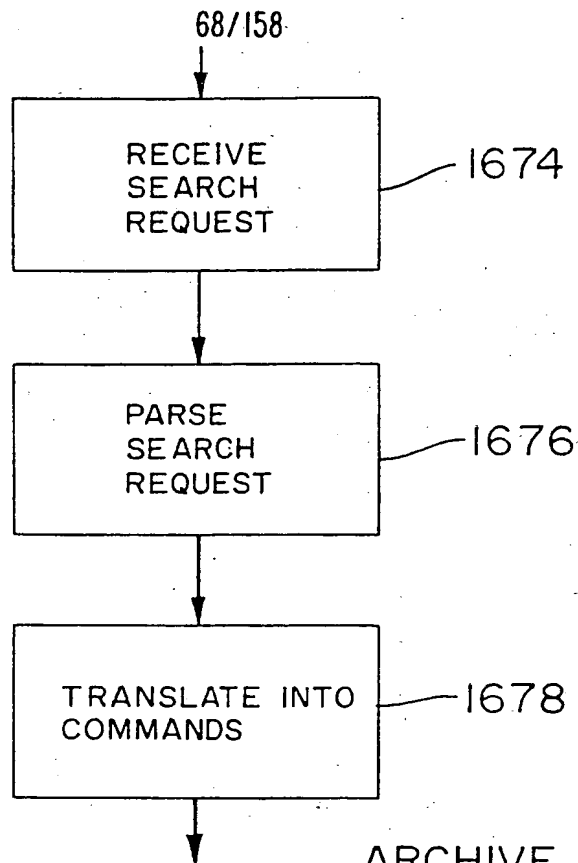 68/158
RECEIVE
SEARCH
REQUEST
1674
PARSE
SEARCH
REQUEST
1676
TRANSLATE INTO
COMMANDS
1678
ARCHIVE